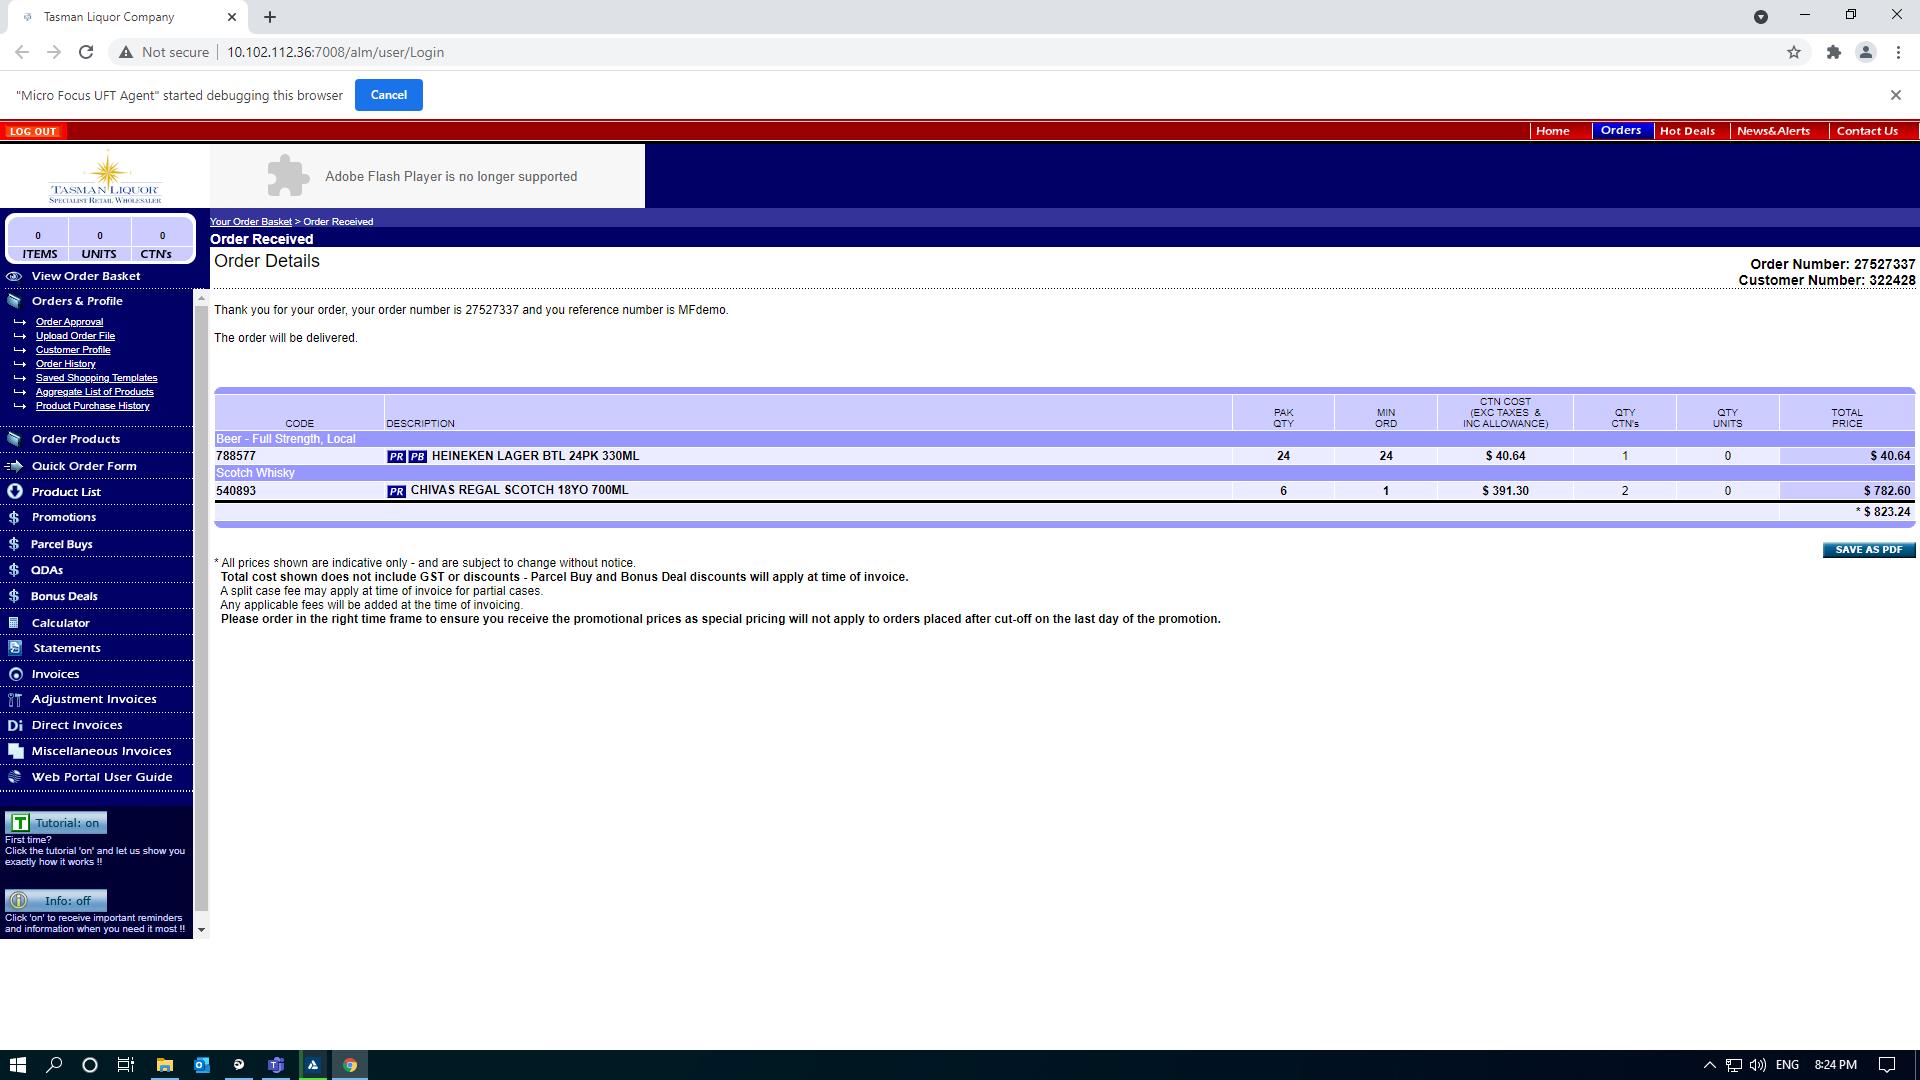 Tasman Liquor Company
Not secure
10.102.112.36:7008/alm/user/Login
"Micro Focus UFT Agent" started debugging this browser
Cancel
LOG OUT
Home
Orders
Hot Deals
News&Alerts
Contact Us
TASMAN LIQUOR
SPECIALIST RETAIL WHOLESALER
Adobe Flash Player is no longer supported
0 0 0
ITEMS UNITS CTN's
Your Order Basket > Order Received
Order Received
Order Details
Order Number: 27527337
Customer Number: 322428
View Order Basket
Orders & Profile
Order Approval
Upload Order File
Customer Profile
Order History
Saved Shopping Templates
Aggregate List of Products
Product Purchase History
Order Products
Quick Order Form
Product List
Promotions
Parcel Buys
QDAs
Bonus Deals
Calculator
Statements
Invoices
Adjustment Invoices
Di Direct Invoices
Miscellaneous Invoices
Web Portal User Guide
T Tutorial: on
First time?
Click the tutorial 'on' and let us show you
exactly how it works !!
Info: off
Click 'on' to receive important reminders
and information when you need it most !!
Thank you for your order, your order number is 27527337 and you reference number is MFdemo.
The order will be delivered.
CODE DESCRIPTION PAK QTY MIN ORD CTN COST (EXC TAXES & INC ALLOWANCE) QTY CTN's QTY UNITS TOTAL PRICE
Beer - Full Strength, Local
788577 PR PB HEINEKEN LAGER BTL 24PK 330ML 24 24 $ 40.64 1 0 $ 40.64
Scotch Whisky
540893 PR CHIVAS REGAL SCOTCH 18YO 700ML 6 1 $ 391.30 2 0 $ 782.60
* $ 823.24
SAVE AS PDF
* All prices shown are indicative only - and are subject to change without notice.
Total cost shown does not include GST or discounts - Parcel Buy and Bonus Deal discounts will apply at time of invoice.
A split case fee may apply at time of invoice for partial cases.
Any applicable fees will be added at the time of invoicing.
Please order in the right time frame to ensure you receive the promotional prices as special pricing will not apply to orders placed after cut-off on the last day of the promotion.
ENG
8:24 PM